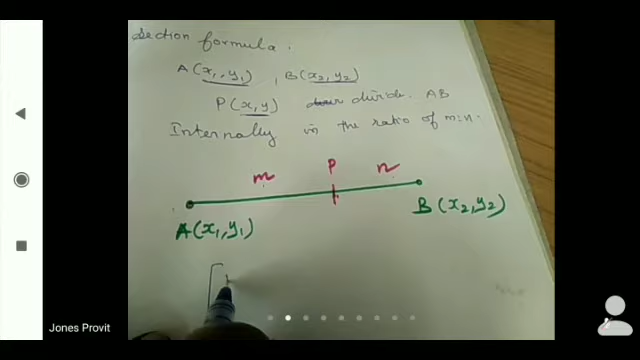 Section formula.
A(x₁, y₁), B(x₂, y₂)
P(x, y) divide AB
Internally in the ratio of m:n.
m P n
A(x₁, y₁) B(x₂, y₂)
Jones Provit